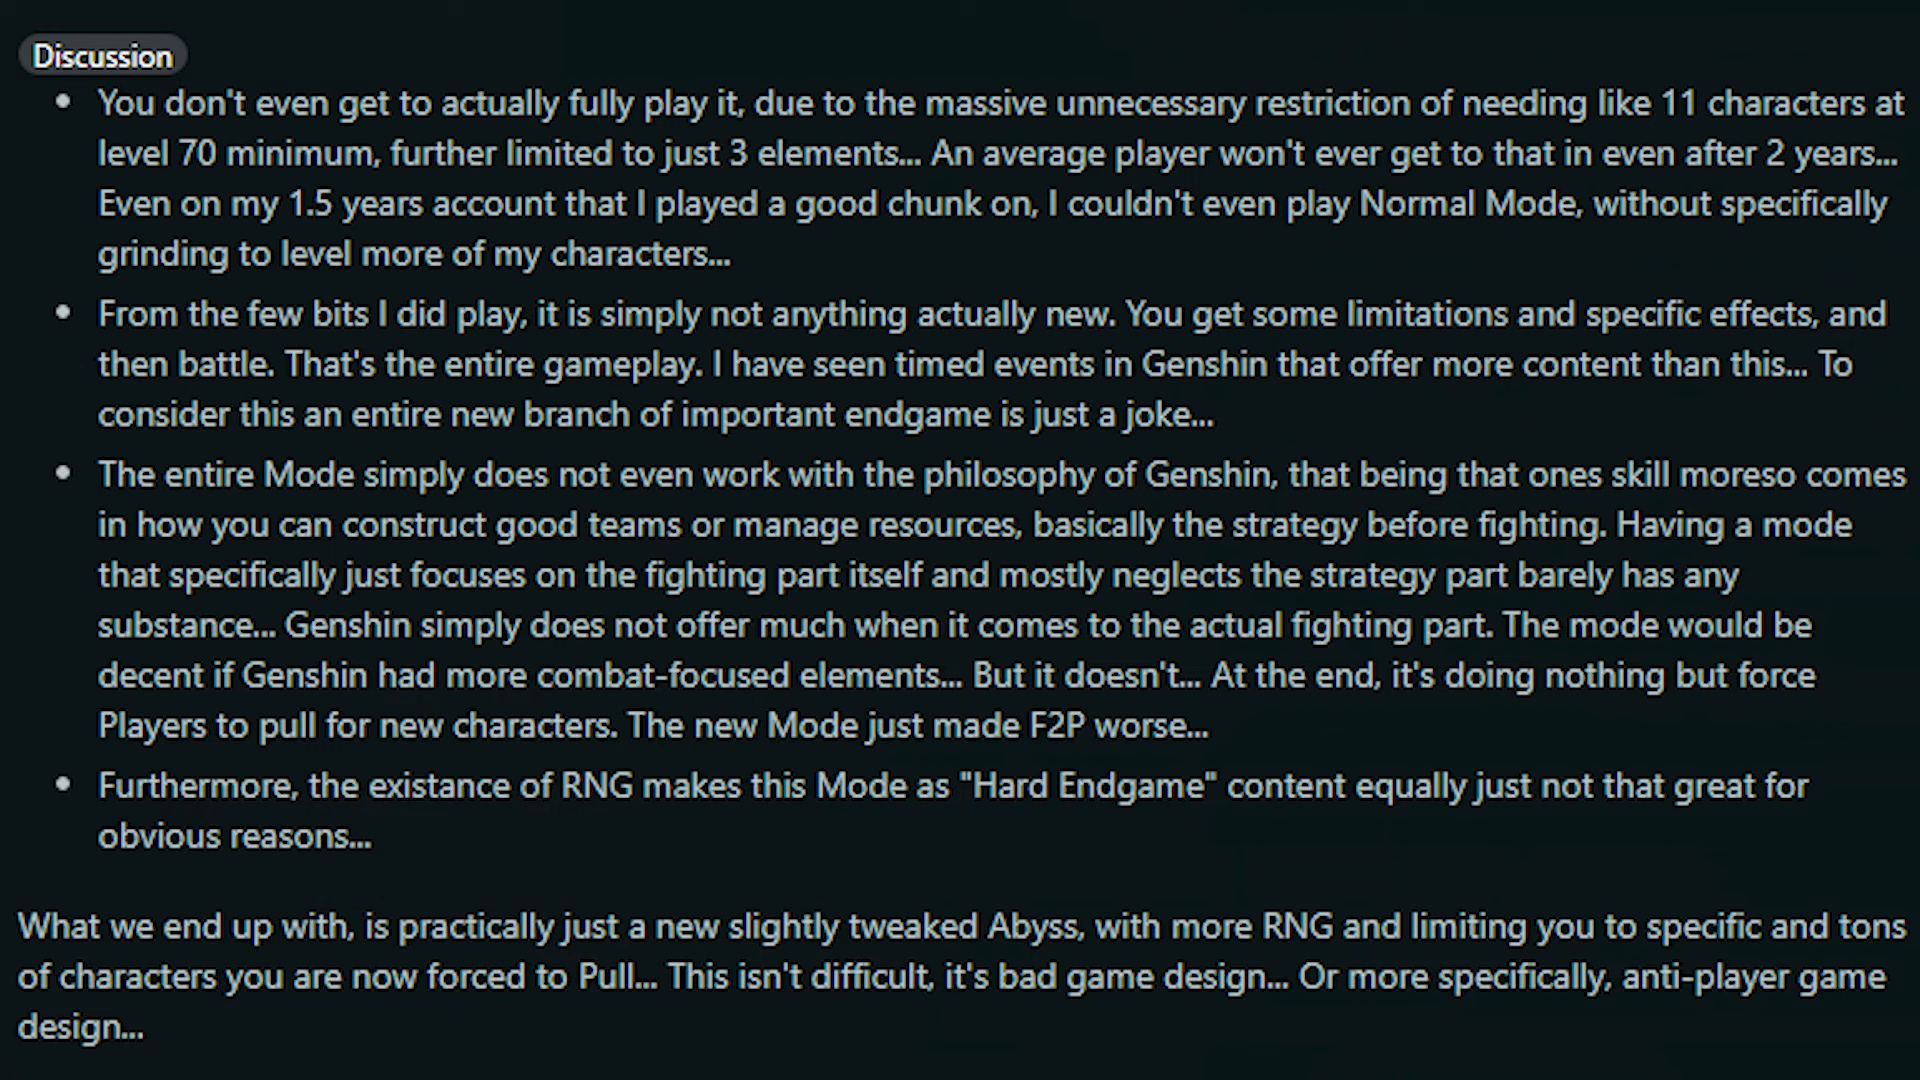 Discussion
• You don't even get to actually fully play it, due to the massive unnecessary restriction of needing like 11 characters at
level 70 minimum, further limited to just 3 elements... An average player won't ever get to that in even after 2 years...
Even on my 1.5 years account that I played a good chunk on, I couldn't even play Normal Mode, without specifically
grinding to level more of my characters...
• From the few bits I did play, it is simply not anything actually new. You get some limitations and specific effects, and
then battle. That's the entire gameplay. I have seen timed events in Genshin that offer more content than this... To
consider this an entire new branch of important endgame is just a joke...
• The entire Mode simply does not even work with the philosophy of Genshin, that being that ones skill moreso comes
in how you can construct good teams or manage resources, basically the strategy before fighting. Having a mode
that specifically just focuses on the fighting part itself and mostly neglects the strategy part barely has any
substance... Genshin simply does not offer much when it comes to the actual fighting part. The mode would be
decent if Genshin had more combat-focused elements... But it doesn't... At the end, it's doing nothing but force
Players to pull for new characters. The new Mode just made F2P worse...
• Furthermore, the existance of RNG makes this Mode as "Hard Endgame" content equally just not that great for
obvious reasons...
What we end up with, is practically just a new slightly tweaked Abyss, with more RNG and limiting you to specific and tons
of characters you are now forced to Pull... This isn't difficult, it's bad game design... Or more specifically, anti-player game
design...